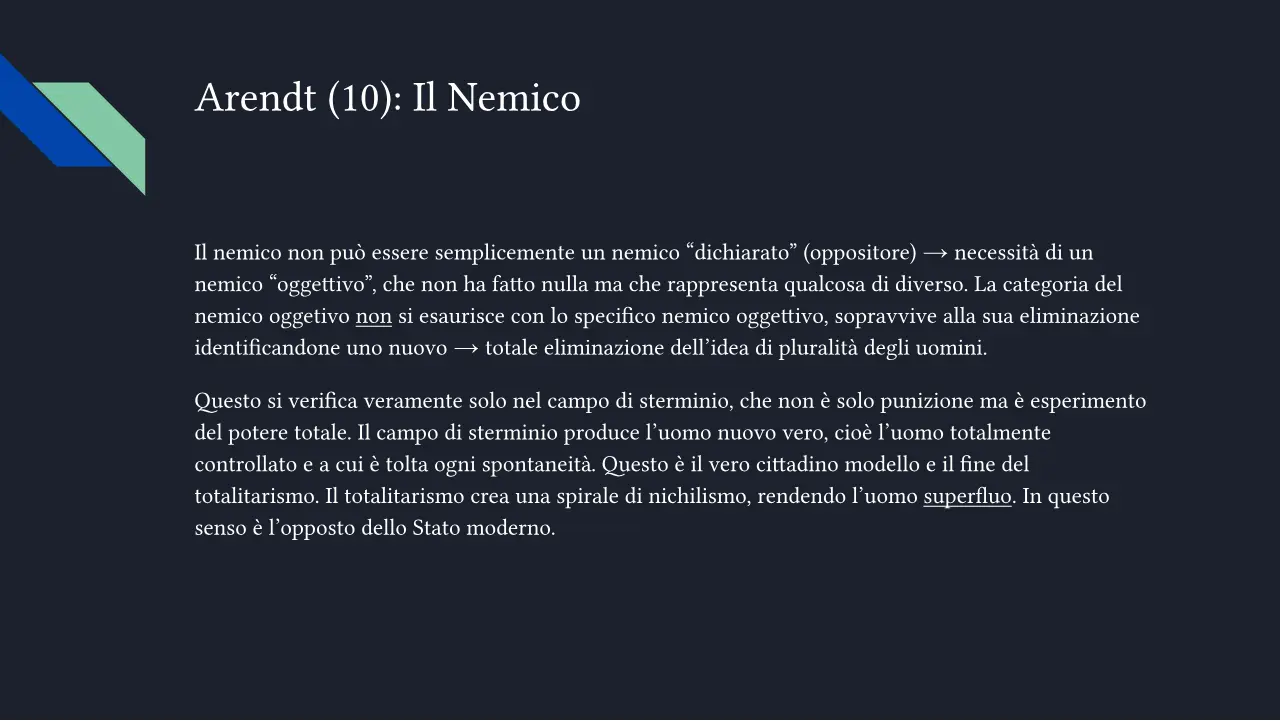 Arendt (10): Il Nemico
Il nemico non può essere semplicemente un nemico “dichiarato” (oppositore) → necessità di un
nemico “oggettivo”, che non ha fatto nulla ma che rappresenta qualcosa di diverso. La categoria del
nemico oggetivo non si esaurisce con lo specifico nemico oggettivo, sopravvive alla sua eliminazione
identificandone uno nuovo → totale eliminazione dell’idea di pluralità degli uomini.
Questo si verifica veramente solo nel campo di sterminio, che non è solo punizione ma è esperimento
del potere totale. Il campo di sterminio produce l’uomo nuovo vero, cioè l’uomo totalmente
controllato e a cui è tolta ogni spontaneità. Questo è il vero cittadino modello e il fine del
totalitarismo. Il totalitarismo crea una spirale di nichilismo, rendendo l’uomo superfluo. In questo
senso è l’opposto dello Stato moderno.